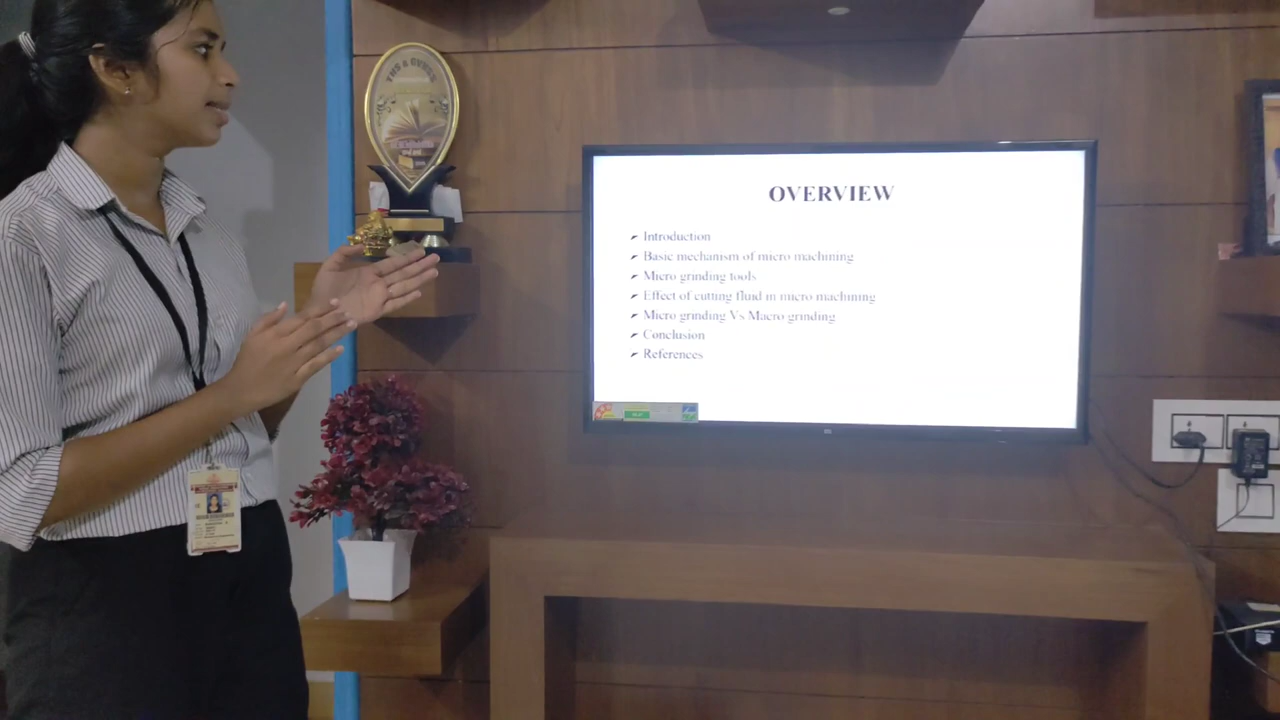 OVERVIEW
Introduction
Basic mechanism of micro machining
Micro grinding tools
Effect of cutting fluid in micro machining
Micro grinding Vs Macro grinding
Conclusion
References